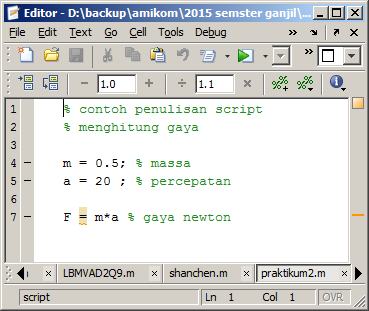 Editor - D:\backup\amikom\2015 semster ganjil\...
File Edit Text Go Cell Tools Debug
− 1.0 + ÷ 1.1 ×
1 % contoh penulisan script
2 % menghitung gaya
3
4 − m = 0.5; % massa
5 − a = 20 ; % percepatan
6
7 − F = m*a % gaya newton
LBMVAD2Q9.m shanchen.m praktikum2.m
script Ln 1 Col 1 OVR